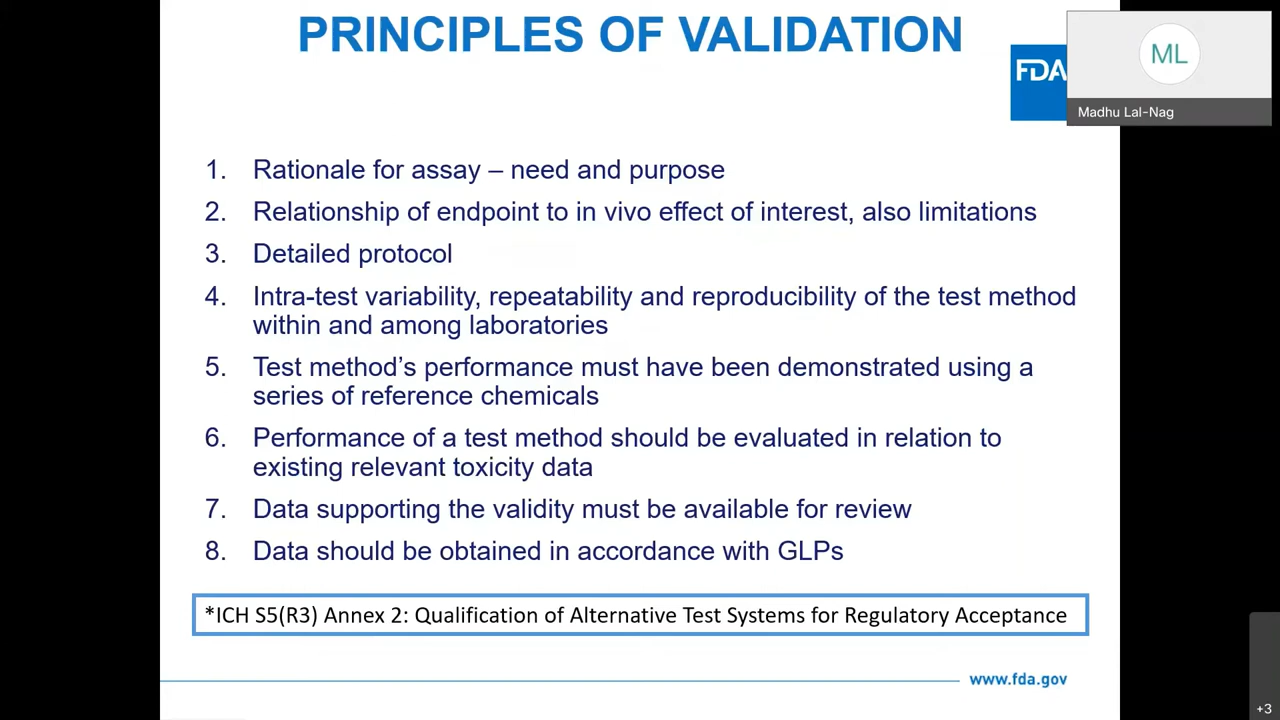 PRINCIPLES OF VALIDATION
FDA
ML
Madhu Lal-Nag
1. Rationale for assay – need and purpose
2. Relationship of endpoint to in vivo effect of interest, also limitations
3. Detailed protocol
4. Intra-test variability, repeatability and reproducibility of the test method
within and among laboratories
5. Test method’s performance must have been demonstrated using a
series of reference chemicals
6. Performance of a test method should be evaluated in relation to
existing relevant toxicity data
7. Data supporting the validity must be available for review
8. Data should be obtained in accordance with GLPs
*ICH S5(R3) Annex 2: Qualification of Alternative Test Systems for Regulatory Acceptance
www.fda.gov
+3